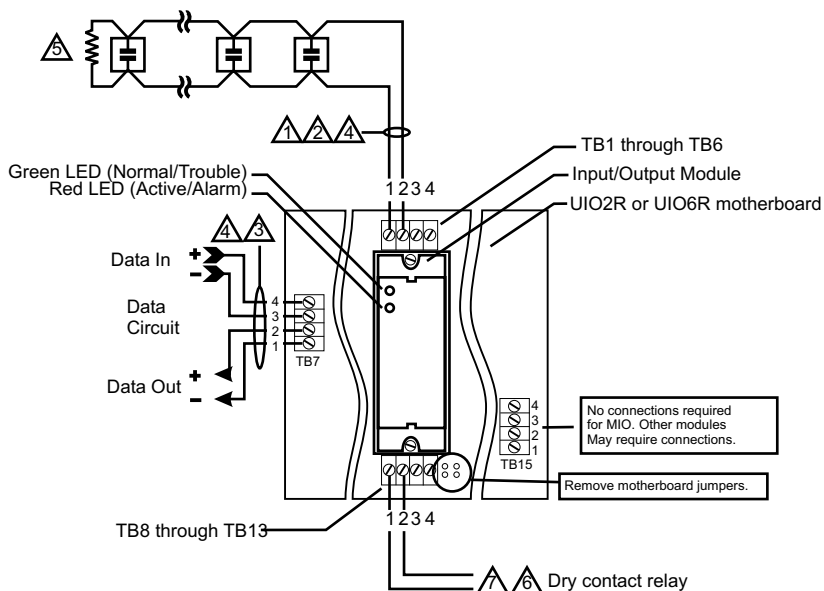 5
1 2 4
TB1 through TB6
Green LED (Normal/Trouble)
Input/Output Module
Red LED (Active/Alarm)
1 2 3 4
UIO2R or UIO6R motherboard
4 3
Data In + -
4
3
2
1
Data
Circuit
TB7
Data Out + -
4
3
2
1
TB15
No connections required
for MIO. Other modules
May require connections.
Remove motherboard jumpers.
TB8 through TB13
1 2 3 4
7 6 Dry contact relay